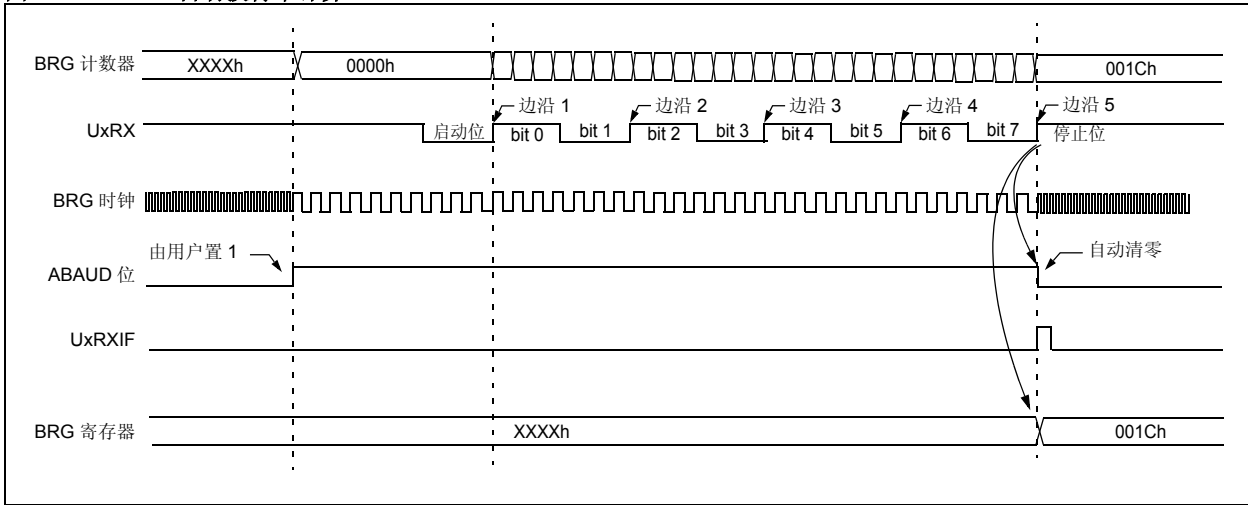 BRG 计数器 XXXXh 0000h 001Ch
边沿 1 边沿 2 边沿 3 边沿 4 边沿 5
UxRX 启动位 bit 0 bit 1 bit 2 bit 3 bit 4 bit 5 bit 6 bit 7 停止位
BRG 时钟
由用户置 1 自动清零
ABAUD 位
UxRXIF
BRG 寄存器 XXXXh 001Ch